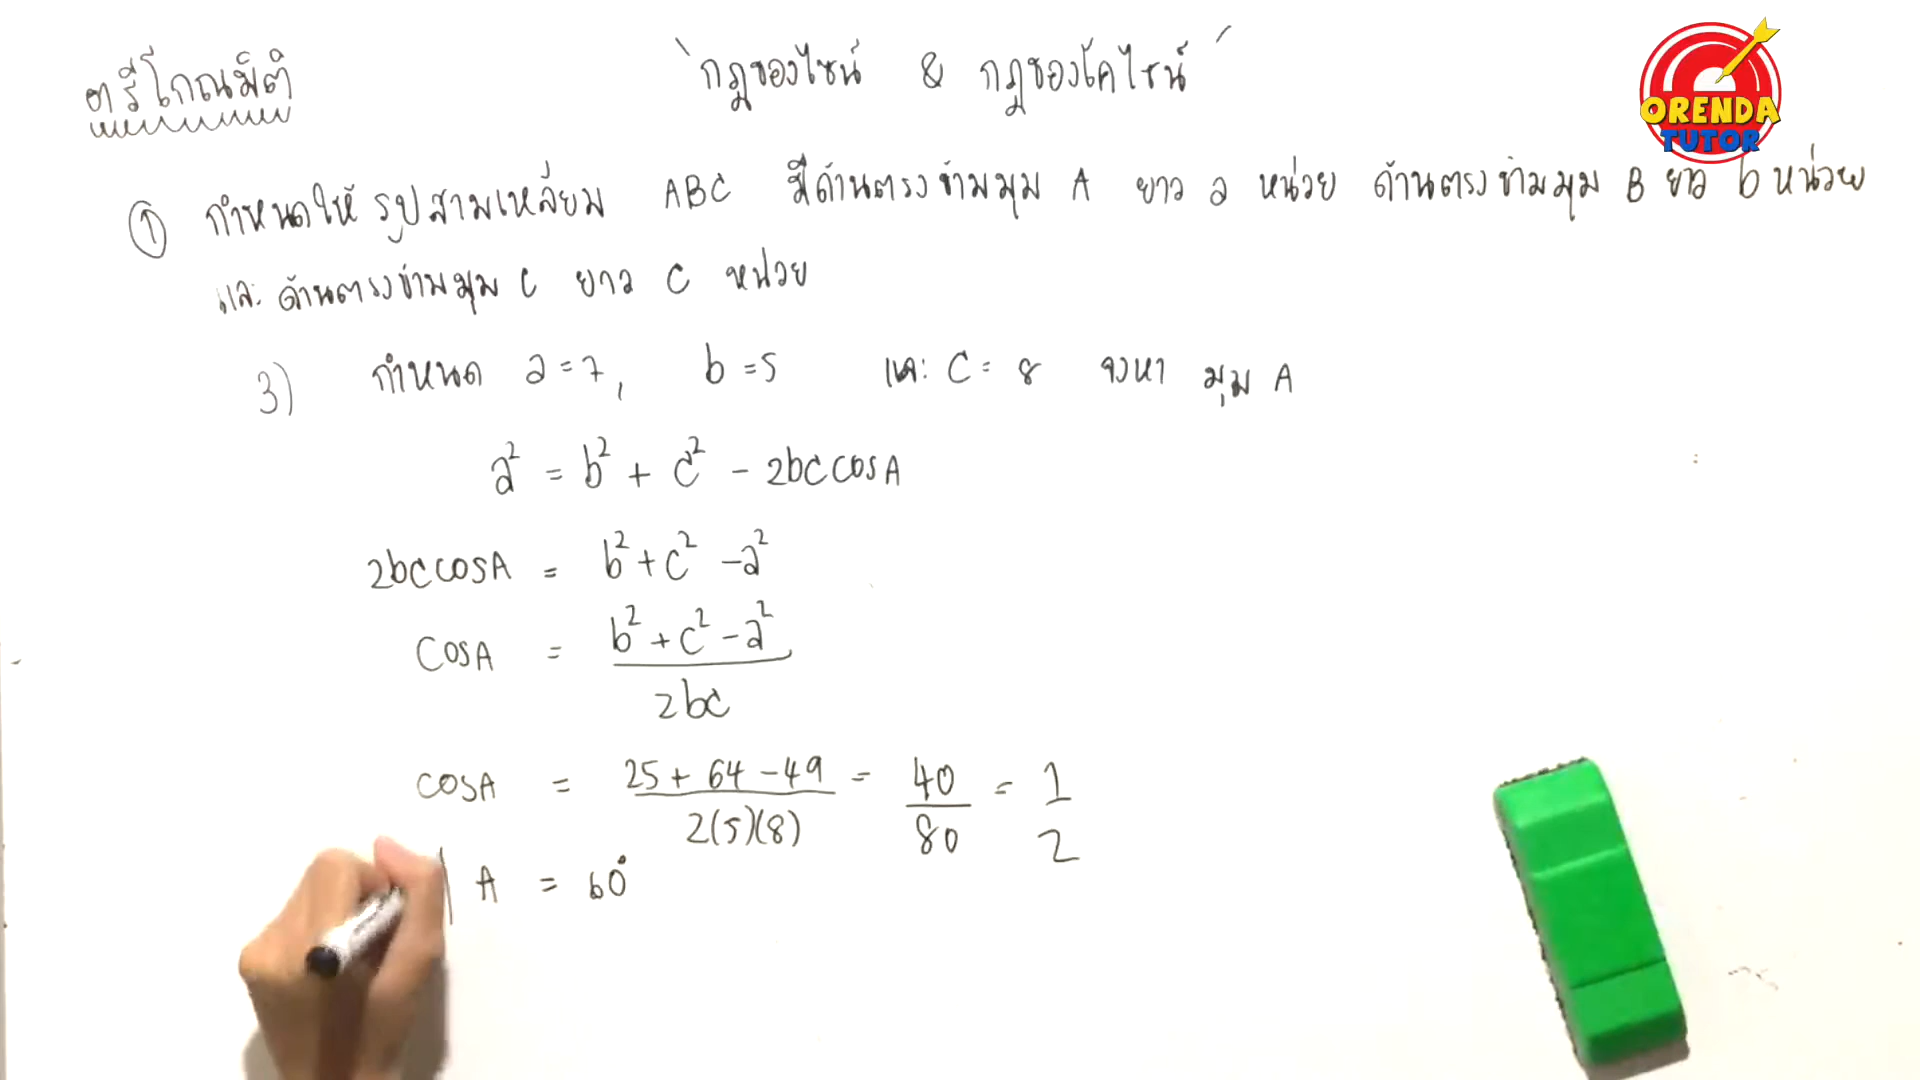 ตรีโกณมิติ
"กฎของไซน์ & กฎของโคไซน์"
ORENDA
TUTOR
① กำหนดให้ รูปสามเหลี่ยม ABC มีด้านตรงข้ามมุม A ยาว a หน่วย ด้านตรงข้ามมุม B ยาว b หน่วย
และ ด้านตรงข้ามมุม C ยาว C หน่วย
3) กำหนด a = 7, b = 5 และ C = 8 จงหา มุม A
a² = b² + c² - 2bc cosA
2bc cosA = b² + c² - a²
cosA = (b² + c² - a²) / 2bc
cosA = (25 + 64 - 49) / 2(5)(8) = 40/80 = 1/2
A = 60°